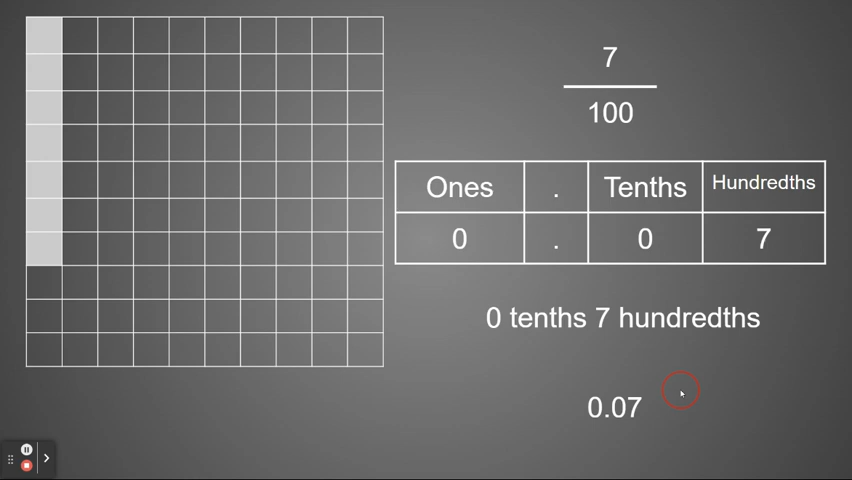 7
100
Ones . Tenths Hundredths
0 . 0 7
0 tenths 7 hundredths
0.07